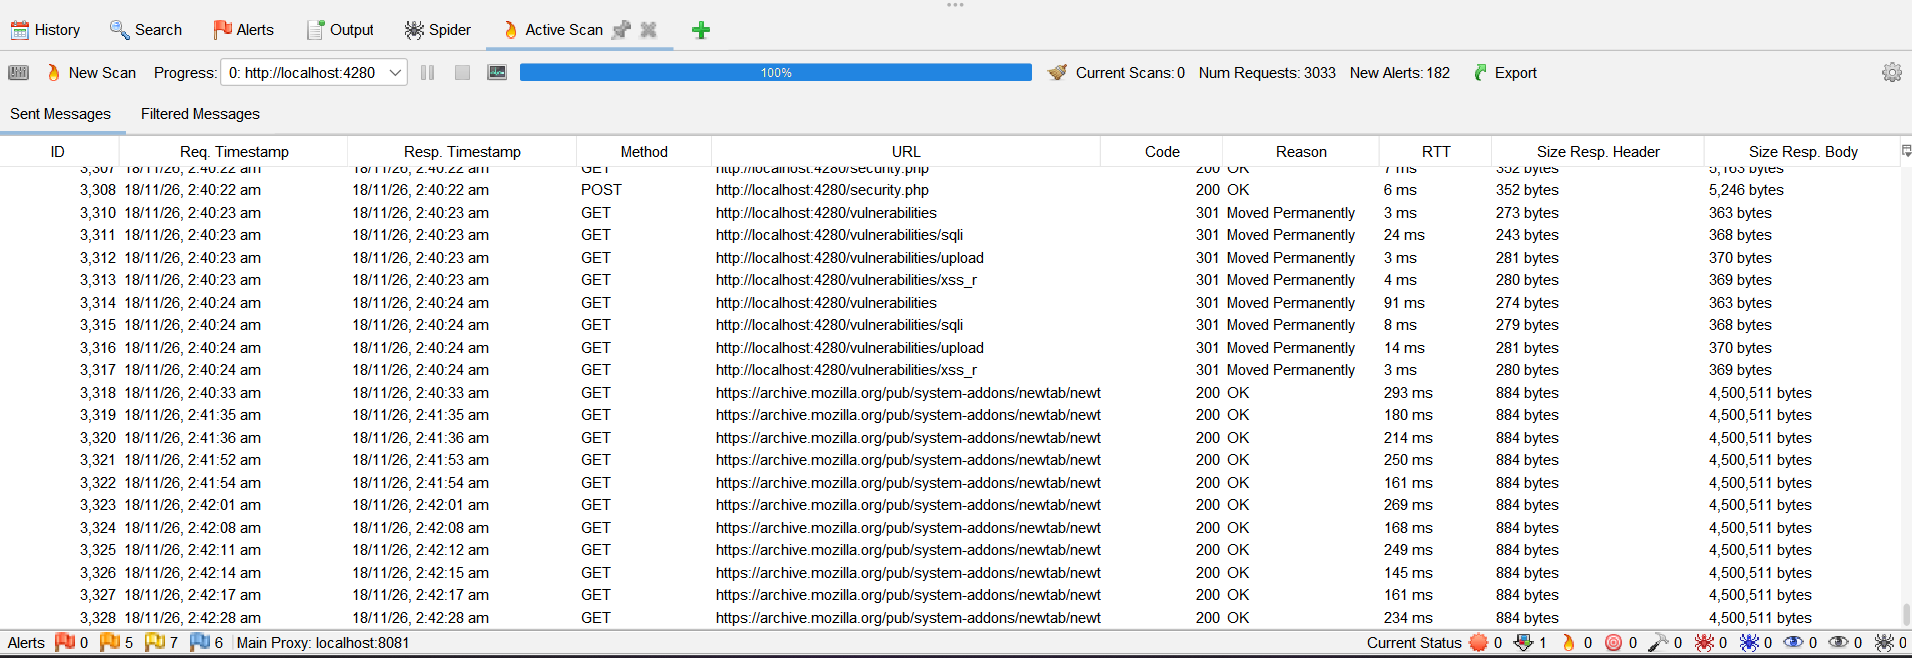 History Search Alerts Output Spider Active Scan
New Scan Progress: 0: http://localhost:4280 100% Current Scans: 0 Num Requests: 3033 New Alerts: 182 Export
Sent Messages Filtered Messages
ID Req. Timestamp Resp. Timestamp Method URL Code Reason RTT Size Resp. Header Size Resp. Body
3,307 18/11/26, 2:40:22 am 18/11/26, 2:40:22 am GET http://localhost:4280/security.php 200 OK 7 ms 352 bytes 5,163 bytes
3,308 18/11/26, 2:40:22 am 18/11/26, 2:40:22 am POST http://localhost:4280/security.php 200 OK 6 ms 352 bytes 5,246 bytes
3,310 18/11/26, 2:40:23 am 18/11/26, 2:40:23 am GET http://localhost:4280/vulnerabilities 301 Moved Permanently 3 ms 273 bytes 363 bytes
3,311 18/11/26, 2:40:23 am 18/11/26, 2:40:23 am GET http://localhost:4280/vulnerabilities/sqli 301 Moved Permanently 24 ms 243 bytes 368 bytes
3,312 18/11/26, 2:40:23 am 18/11/26, 2:40:23 am GET http://localhost:4280/vulnerabilities/upload 301 Moved Permanently 3 ms 281 bytes 370 bytes
3,313 18/11/26, 2:40:23 am 18/11/26, 2:40:23 am GET http://localhost:4280/vulnerabilities/xss_r 301 Moved Permanently 4 ms 280 bytes 369 bytes
3,314 18/11/26, 2:40:24 am 18/11/26, 2:40:24 am GET http://localhost:4280/vulnerabilities 301 Moved Permanently 91 ms 274 bytes 363 bytes
3,315 18/11/26, 2:40:24 am 18/11/26, 2:40:24 am GET http://localhost:4280/vulnerabilities/sqli 301 Moved Permanently 8 ms 279 bytes 368 bytes
3,316 18/11/26, 2:40:24 am 18/11/26, 2:40:24 am GET http://localhost:4280/vulnerabilities/upload 301 Moved Permanently 14 ms 281 bytes 370 bytes
3,317 18/11/26, 2:40:24 am 18/11/26, 2:40:24 am GET http://localhost:4280/vulnerabilities/xss_r 301 Moved Permanently 3 ms 280 bytes 369 bytes
3,318 18/11/26, 2:40:33 am 18/11/26, 2:40:33 am GET https://archive.mozilla.org/pub/system-addons/newtab/newt 200 OK 293 ms 884 bytes 4,500,511 bytes
3,319 18/11/26, 2:41:35 am 18/11/26, 2:41:35 am GET https://archive.mozilla.org/pub/system-addons/newtab/newt 200 OK 180 ms 884 bytes 4,500,511 bytes
3,320 18/11/26, 2:41:36 am 18/11/26, 2:41:36 am GET https://archive.mozilla.org/pub/system-addons/newtab/newt 200 OK 214 ms 884 bytes 4,500,511 bytes
3,321 18/11/26, 2:41:52 am 18/11/26, 2:41:53 am GET https://archive.mozilla.org/pub/system-addons/newtab/newt 200 OK 250 ms 884 bytes 4,500,511 bytes
3,322 18/11/26, 2:41:54 am 18/11/26, 2:41:54 am GET https://archive.mozilla.org/pub/system-addons/newtab/newt 200 OK 161 ms 884 bytes 4,500,511 bytes
3,323 18/11/26, 2:42:01 am 18/11/26, 2:42:01 am GET https://archive.mozilla.org/pub/system-addons/newtab/newt 200 OK 269 ms 884 bytes 4,500,511 bytes
3,324 18/11/26, 2:42:08 am 18/11/26, 2:42:08 am GET https://archive.mozilla.org/pub/system-addons/newtab/newt 200 OK 168 ms 884 bytes 4,500,511 bytes
3,325 18/11/26, 2:42:11 am 18/11/26, 2:42:12 am GET https://archive.mozilla.org/pub/system-addons/newtab/newt 200 OK 249 ms 884 bytes 4,500,511 bytes
3,326 18/11/26, 2:42:14 am 18/11/26, 2:42:15 am GET https://archive.mozilla.org/pub/system-addons/newtab/newt 200 OK 145 ms 884 bytes 4,500,511 bytes
3,327 18/11/26, 2:42:17 am 18/11/26, 2:42:17 am GET https://archive.mozilla.org/pub/system-addons/newtab/newt 200 OK 161 ms 884 bytes 4,500,511 bytes
3,328 18/11/26, 2:42:28 am 18/11/26, 2:42:28 am GET https://archive.mozilla.org/pub/system-addons/newtab/newt 200 OK 234 ms 884 bytes 4,500,511 bytes
Alerts 0 5 7 6 Main Proxy: localhost:8081 Current Status 0 1 0 0 0 0 0 0 0 0